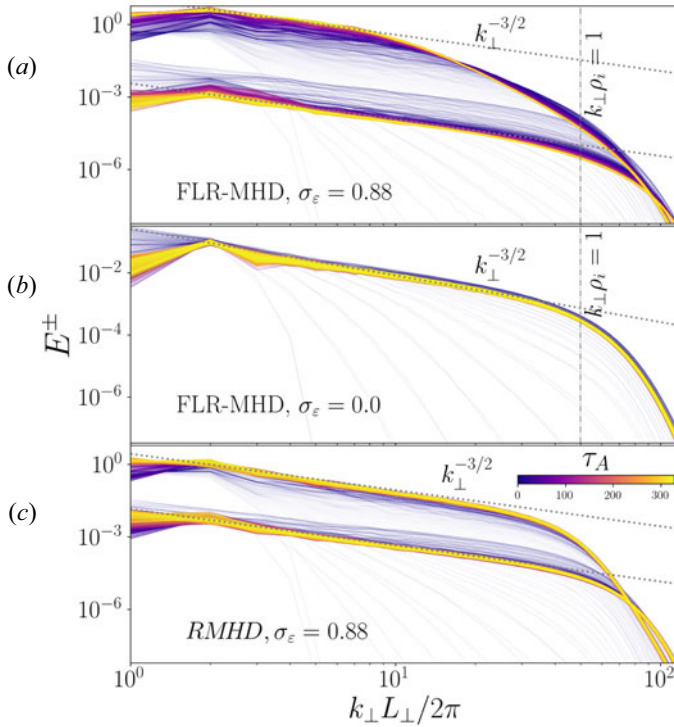 (a)
10^0
10^{-3}
10^{-6}
k_⊥^{-3/2}
k_⊥ρ_i = 1
FLR-MHD, σ_ε = 0.88
(b)
E^±
10^{-2}
10^{-4}
10^{-6}
k_⊥^{-3/2}
k_⊥ρ_i = 1
FLR-MHD, σ_ε = 0.0
(c)
10^0
10^{-3}
10^{-6}
k_⊥^{-3/2}
τ_A
0 100 200 300
RMHD, σ_ε = 0.88
10^0 10^1 10^2
k_⊥L_⊥/2π